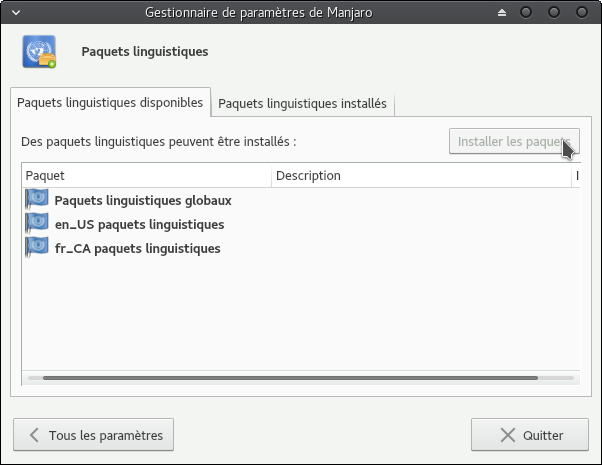 Gestionnaire de paramètres de Manjaro
Paquets linguistiques
Paquets linguistiques disponibles
Paquets linguistiques installés
Des paquets linguistiques peuvent être installés :
Installer les paquets
Paquet
Description
I
Paquets linguistiques globaux
en_US paquets linguistiques
fr_CA paquets linguistiques
Tous les paramètres
Quitter